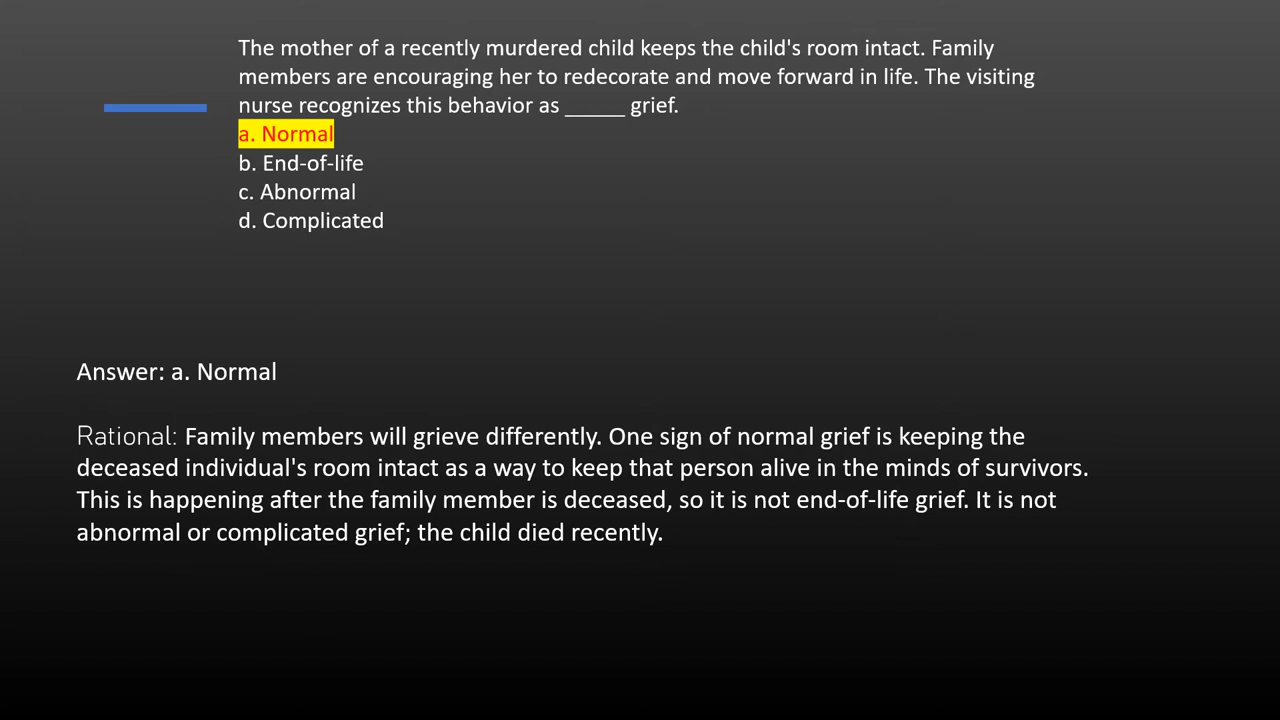 The mother of a recently murdered child keeps the child's room intact. Family
members are encouraging her to redecorate and move forward in life. The visiting
nurse recognizes this behavior as _____ grief.
a. Normal
b. End-of-life
c. Abnormal
d. Complicated
Answer: a. Normal
Rational: Family members will grieve differently. One sign of normal grief is keeping the
deceased individual's room intact as a way to keep that person alive in the minds of survivors.
This is happening after the family member is deceased, so it is not end-of-life grief. It is not
abnormal or complicated grief; the child died recently.